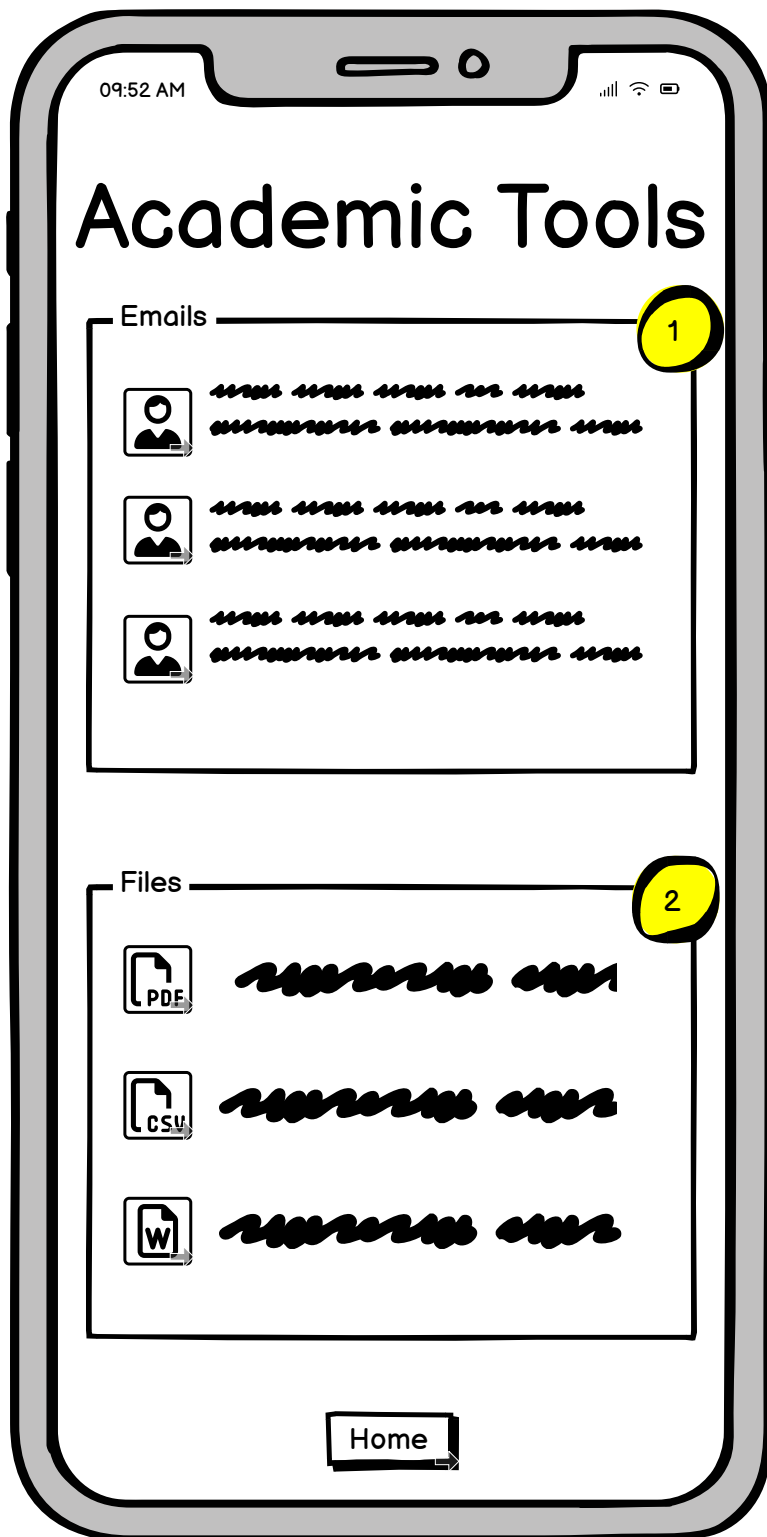 09:52 AM
Academic Tools
Emails
1
Files
2
PDF
CSV
W
Home